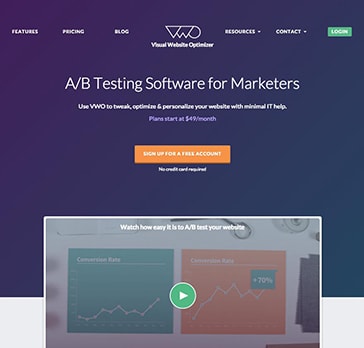 FEATURES PRICING BLOG VWO RESOURCES CONTACT LOGIN
Visual Website Optimizer
A/B Testing Software for Marketers
Use VWO to tweak, optimize & personalize your website with minimal IT help.
Plans start at $49/month
SIGN UP FOR A FREE ACCOUNT
No credit card required
Watch how easy it is to A/B test your website
Conversion Rate Conversion Rate
+70%